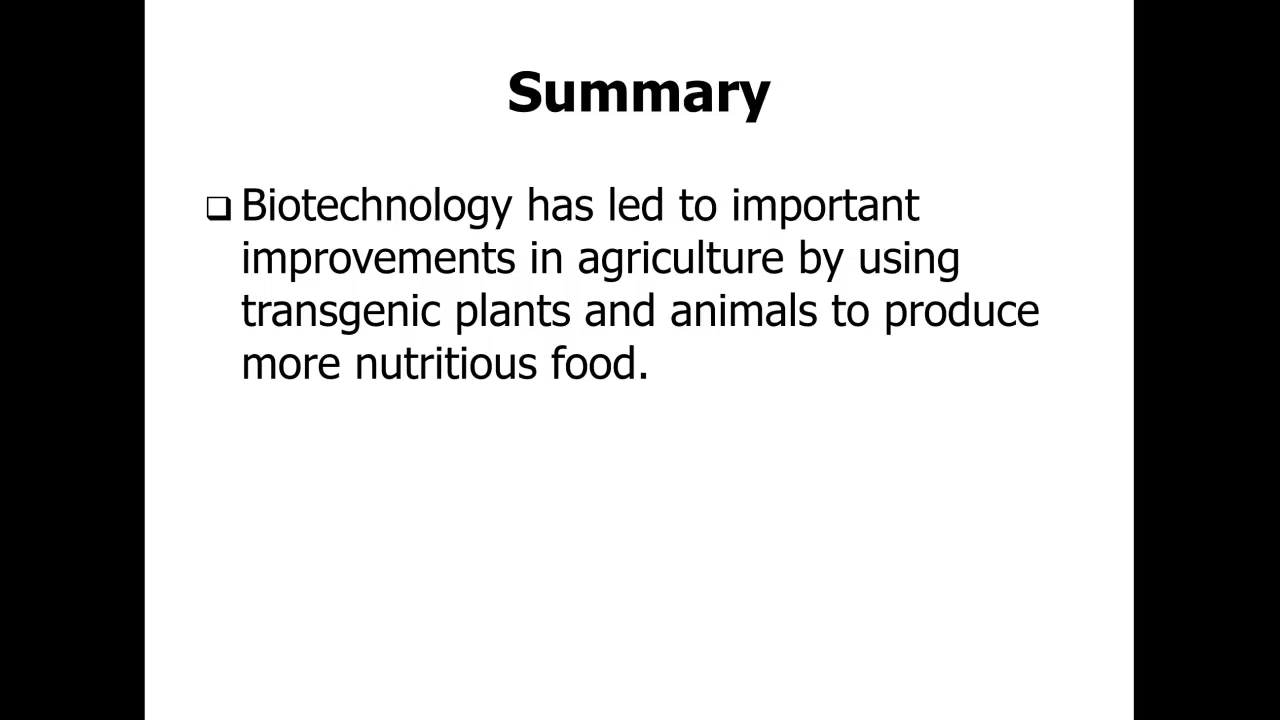 Summary
❑ Biotechnology has led to important
improvements in agriculture by using
transgenic plants and animals to produce
more nutritious food.